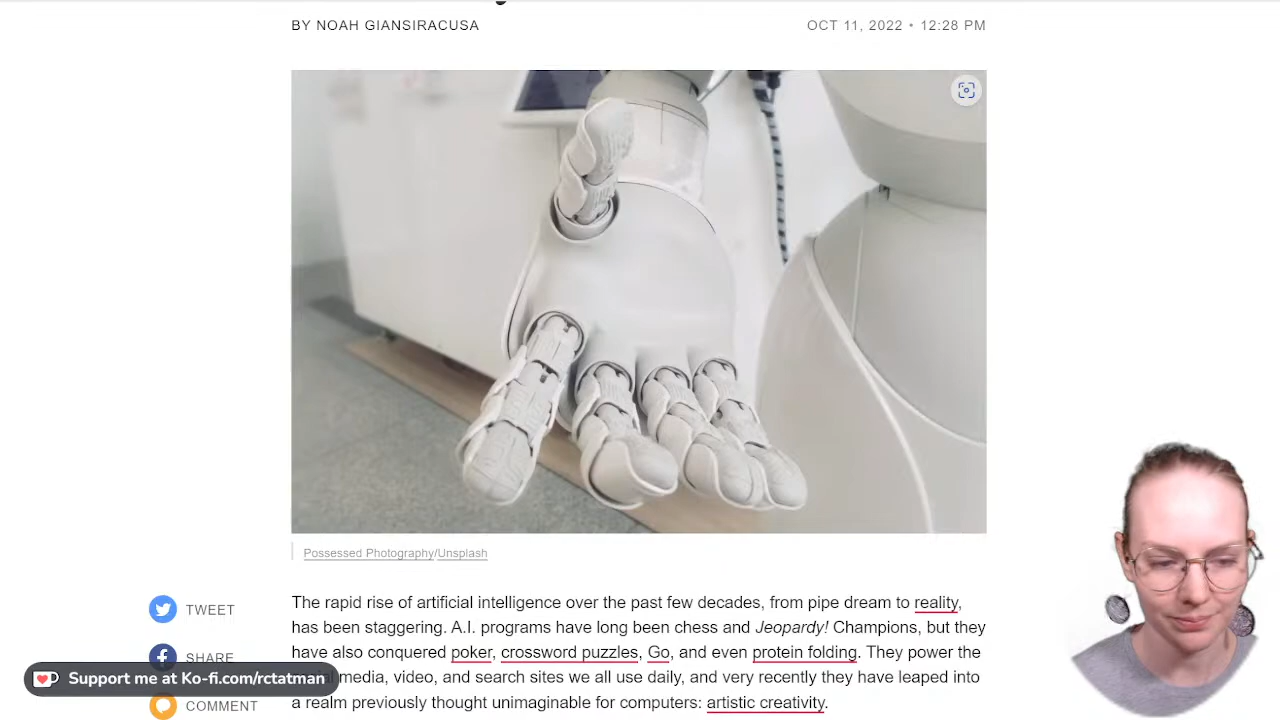 BY NOAH GIANSIRACUSA
OCT 11, 2022 • 12:28 PM
Possessed Photography/Unsplash
The rapid rise of artificial intelligence over the past few decades, from pipe dream to reality,
has been staggering. A.I. programs have long been chess and Jeopardy! Champions, but they
have also conquered poker, crossword puzzles, Go, and even protein folding. They power the
media, video, and search sites we all use daily, and very recently they have leaped into
a realm previously thought unimaginable for computers: artistic creativity.
TWEET
SHARE
Support me at Ko-fi.com/rctatman
COMMENT